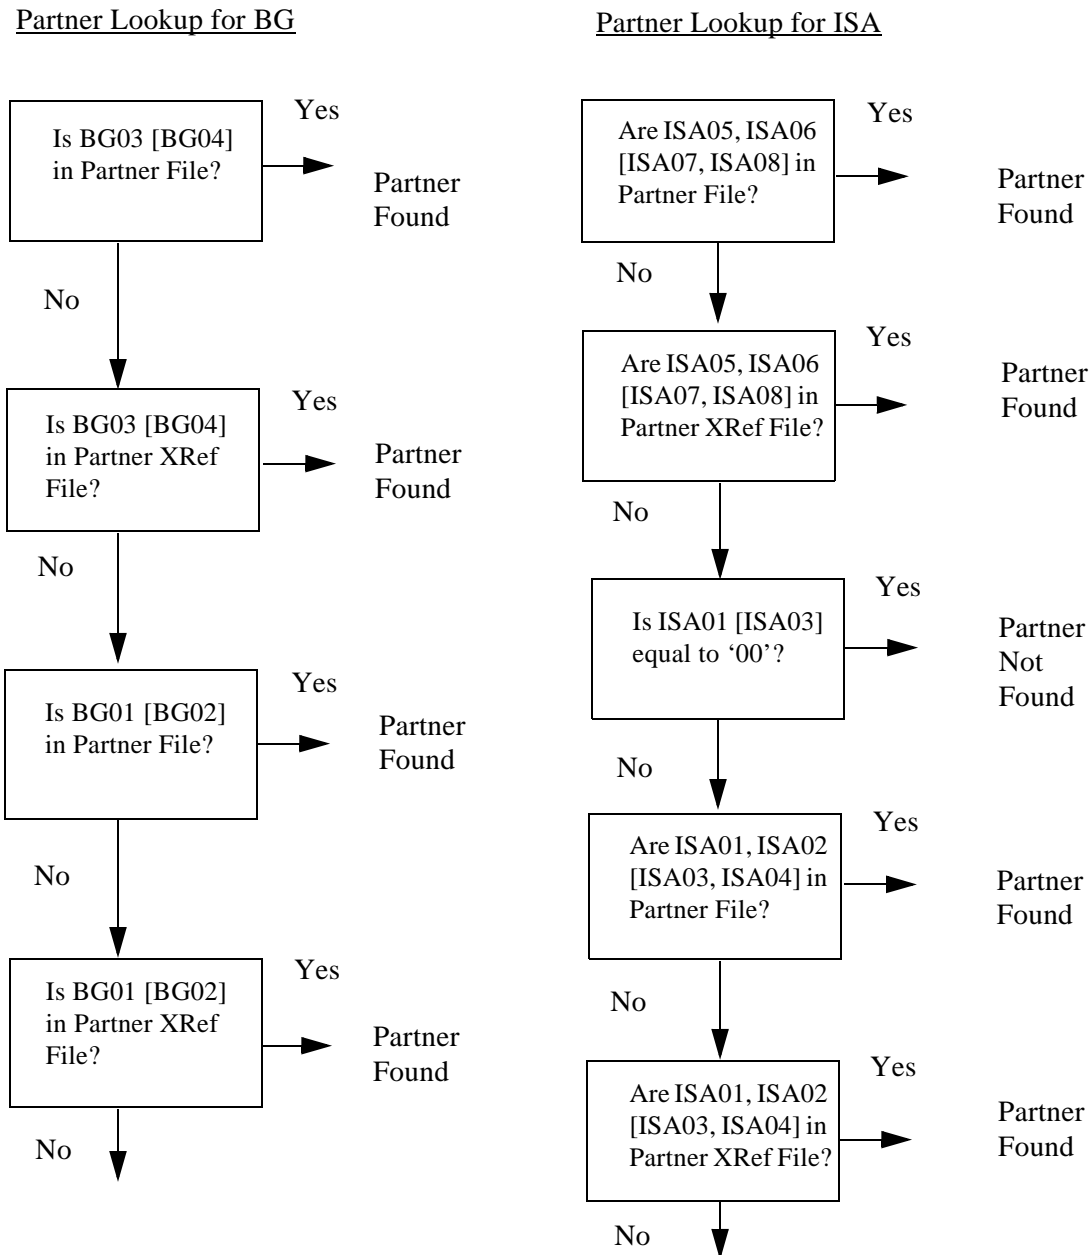 Partner Lookup for BG
Is BG03 [BG04]
in Partner File?
Yes
Partner
Found
No
Is BG03 [BG04]
in Partner XRef
File?
Yes
Partner
Found
No
Is BG01 [BG02]
in Partner File?
Yes
Partner
Found
No
Is BG01 [BG02]
in Partner XRef
File?
Yes
Partner
Found
No
Partner Lookup for ISA
Are ISA05, ISA06
[ISA07, ISA08] in
Partner File?
Yes
Partner
Found
No
Are ISA05, ISA06
[ISA07, ISA08] in
Partner XRef File?
Yes
Partner
Found
No
Is ISA01 [ISA03]
equal to ‘00’?
Yes
Partner
Not
Found
No
Are ISA01, ISA02
[ISA03, ISA04] in
Partner File?
Yes
Partner
Found
No
Are ISA01, ISA02
[ISA03, ISA04] in
Partner XRef File?
Yes
Partner
Found
No